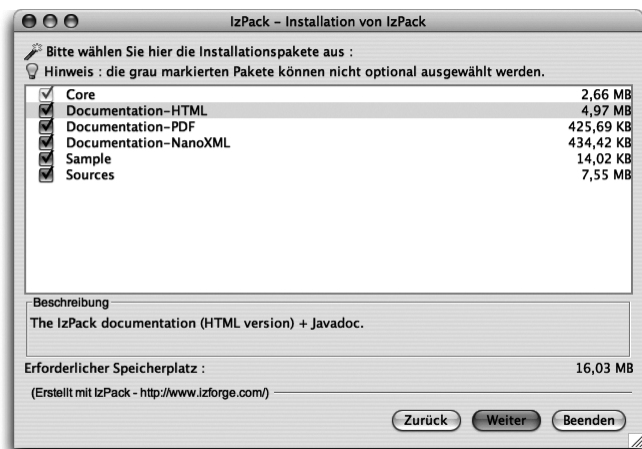 IzPack – Installation von IzPack
Bitte wählen Sie hier die Installationspakete aus :
Hinweis : die grau markierten Pakete können nicht optional ausgewählt werden.
Core 2,66 MB
Documentation-HTML 4,97 MB
Documentation-PDF 425,69 KB
Documentation-NanoXML 434,42 KB
Sample 14,02 KB
Sources 7,55 MB
Beschreibung
The IzPack documentation (HTML version) + Javadoc.
Erforderlicher Speicherplatz : 16,03 MB
(Erstellt mit IzPack - http://www.izforge.com/)
Zurück Weiter Beenden